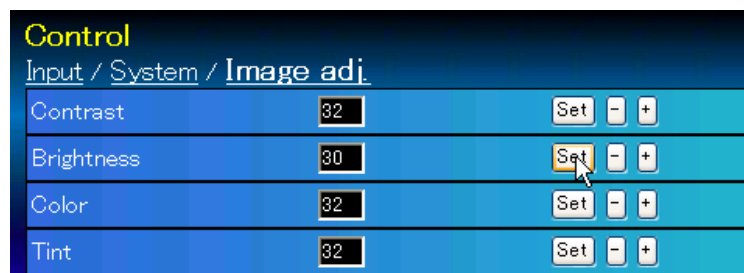 Control
Input / System / Image adj.
Contrast 32 Set - +
Brightness 30 Set - +
Color 32 Set - +
Tint 32 Set - +